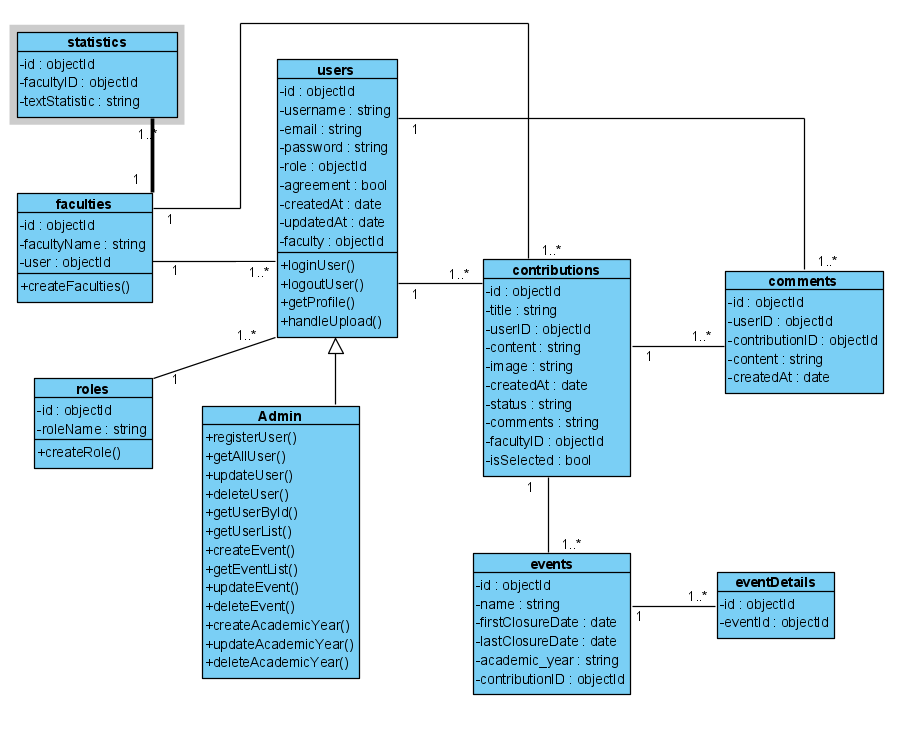 statistics
-id : objectId
-facultyID : objectId
-textStatistic : string
1..*
1
faculties
-id : objectId
-facultyName : string
-user : objectId
+createFaculties()
1
1
1..*
users
-id : objectId
-username : string
-email : string
-password : string
-role : objectId
-agreement : bool
-createdAt : date
-updatedAt : date
-faculty : objectId
+loginUser()
+logoutUser()
+getProfile()
+handleUpload()
1
1
1..*
1..*
1..*
1..*
1
roles
-id : objectId
-roleName : string
+createRole()
Admin
+registerUser()
+getAllUser()
+updateUser()
+deleteUser()
+getUserById()
+getUserList()
+createEvent()
+getEventList()
+updateEvent()
+deleteEvent()
+createAcademicYear()
+updateAcademicYear()
+deleteAcademicYear()
contributions
-id : objectId
-title : string
-userID : objectId
-content : string
-image : string
-createdAt : date
-status : string
-comments : string
-facultyID : objectId
-isSelected : bool
1
1..*
comments
-id : objectId
-userID : objectId
-contributionID : objectId
-content : string
-createdAt : date
1
1..*
events
-id : objectId
-name : string
-firstClosureDate : date
-lastClosureDate : date
-academic_year : string
-contributionID : objectId
1
1..*
eventDetails
-id : objectId
-eventId : objectId